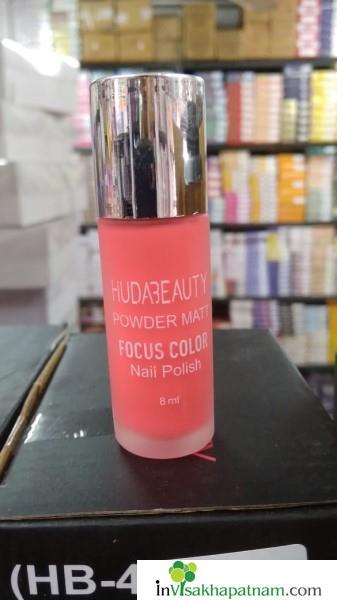 HUDABEAUTY
POWDER MATT
FOCUS COLOR
Nail Polish
8 ml
(HB-4
inVisakhapatnam.com